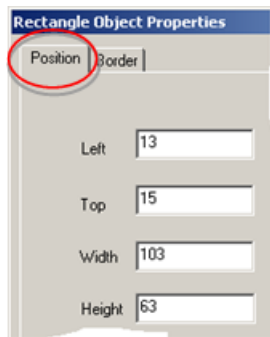 Rectangle Object Properties
Position Border
Left 13
Top 15
Width 103
Height 63